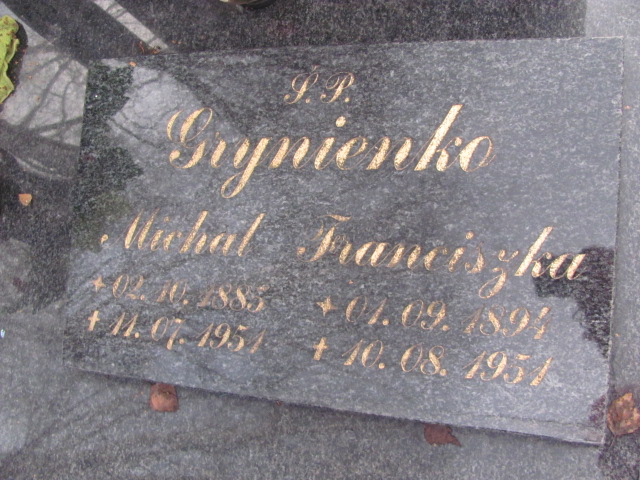 Ś.P.
Grynienko
Michał Franciszka
+ 02.10.1885 + 01.09.1894
+ 11.07.1951 + 10.08.1951